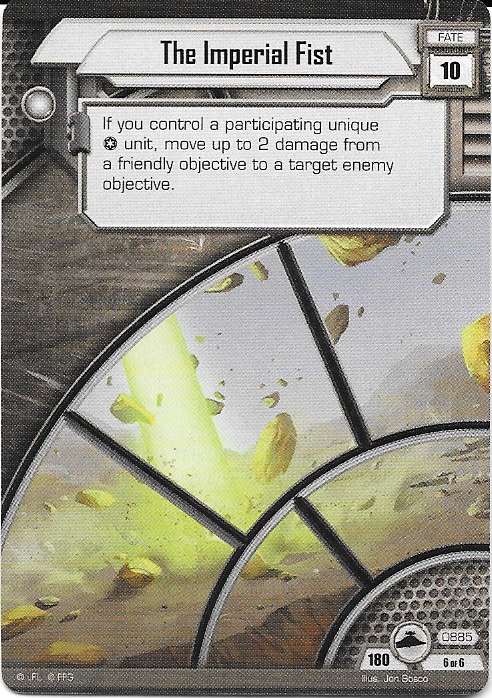 The Imperial Fist
FATE
10
If you control a participating unique
unit, move up to 2 damage from
a friendly objective to a target enemy
objective.
0885
180
6 of 6
© LFL © FFG
Illus. Jon Bosco